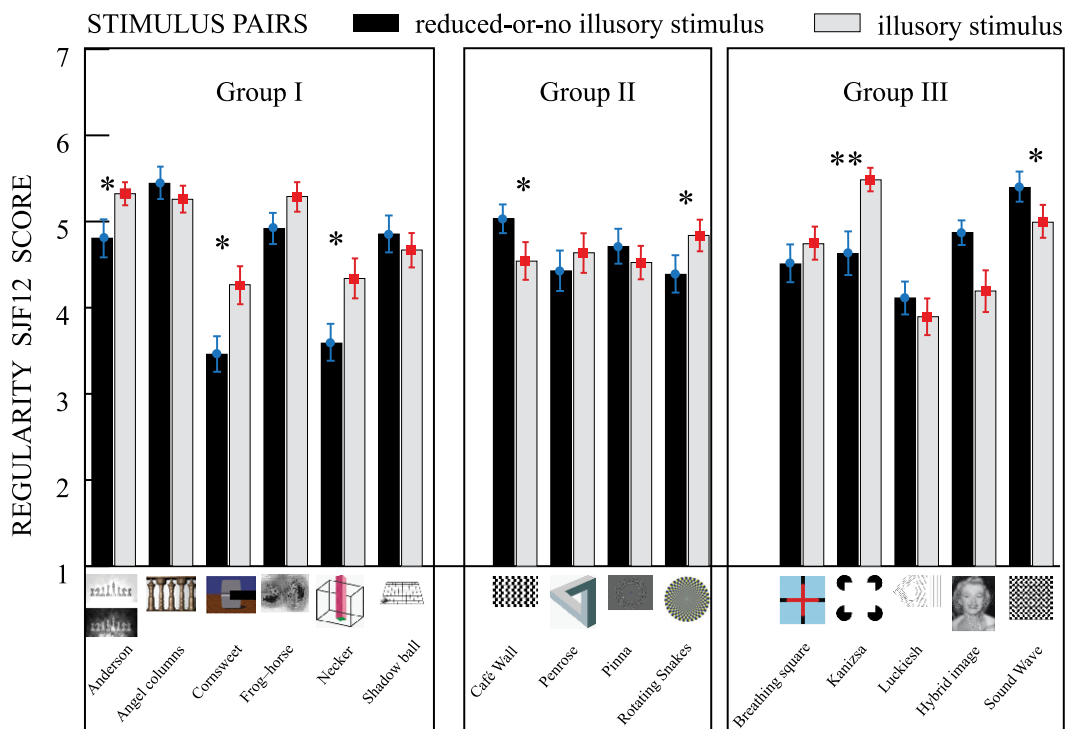 STIMULUS PAIRS reduced-or-no illusory stimulus illusory stimulus
REGULARITY SJF12 SCORE
7
6
5
4
3
2
1
Group I
*
*
*
Group II
*
*
Group III
**
*
Anderson
Angel columns
Cornsweet
Frog–horse
Necker
Shadow ball
Café Wall
Penrose
Pinna
Rotating Snakes
Breathing square
Kanizsa
Luckiesh
Hybrid image
Sound Wave